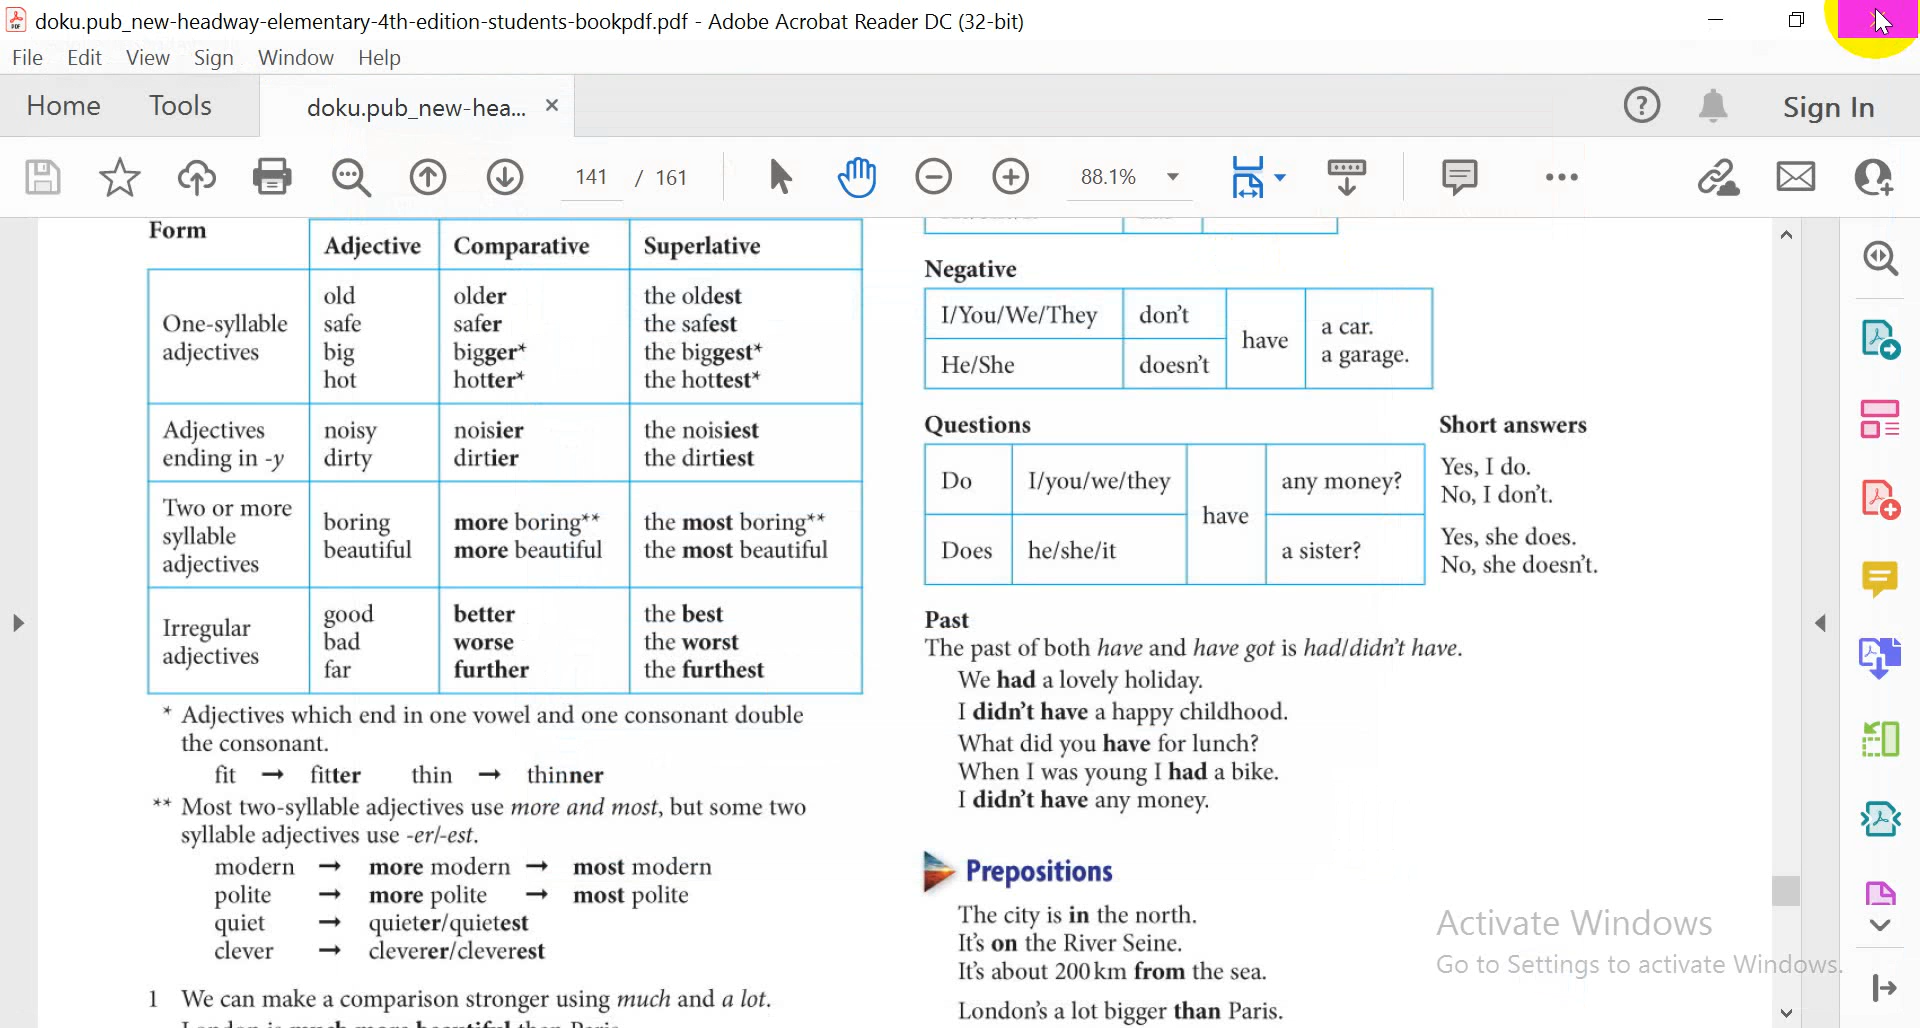 doku.pub_new-headway-elementary-4th-edition-students-bookpdf.pdf - Adobe Acrobat Reader DC (32-bit)
File Edit View Sign Window Help
Home Tools doku.pub_new-hea... × Sign In
141 / 161 88.1%
Form
Adjective Comparative Superlative
One-syllable adjectives
old older the oldest
safe safer the safest
big bigger* the biggest*
hot hotter* the hottest*
Adjectives ending in -y
noisy noisier the noisiest
dirty dirtier the dirtiest
Two or more syllable adjectives
boring more boring** the most boring**
beautiful more beautiful the most beautiful
Irregular adjectives
good better the best
bad worse the worst
far further the furthest
* Adjectives which end in one vowel and one consonant double
the consonant.
fit → fitter thin → thinner
** Most two-syllable adjectives use more and most, but some two
syllable adjectives use -er/-est.
modern → more modern → most modern
polite → more polite → most polite
quiet → quieter/quietest
clever → cleverer/cleverest
1 We can make a comparison stronger using much and a lot.
Negative
I/You/We/They don't
He/She doesn't
have
a car.
a garage.
Questions
Do I/you/we/they
Does he/she/it
have
any money?
a sister?
Short answers
Yes, I do.
No, I don't.
Yes, she does.
No, she doesn't.
Past
The past of both have and have got is had/didn't have.
We had a lovely holiday.
I didn't have a happy childhood.
What did you have for lunch?
When I was young I had a bike.
I didn't have any money.
Prepositions
The city is in the north.
It's on the River Seine.
It's about 200 km from the sea.
London's a lot bigger than Paris.
Activate Windows
Go to Settings to activate Windows.